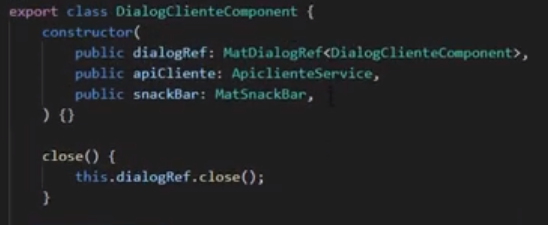 export class DialogClienteComponent {
constructor(
public dialogRef: MatDialogRef<DialogClienteComponent>,
public apiCliente: ApiclienteService,
public snackBar: MatSnackBar,
) {}
close() {
this.dialogRef.close();
}